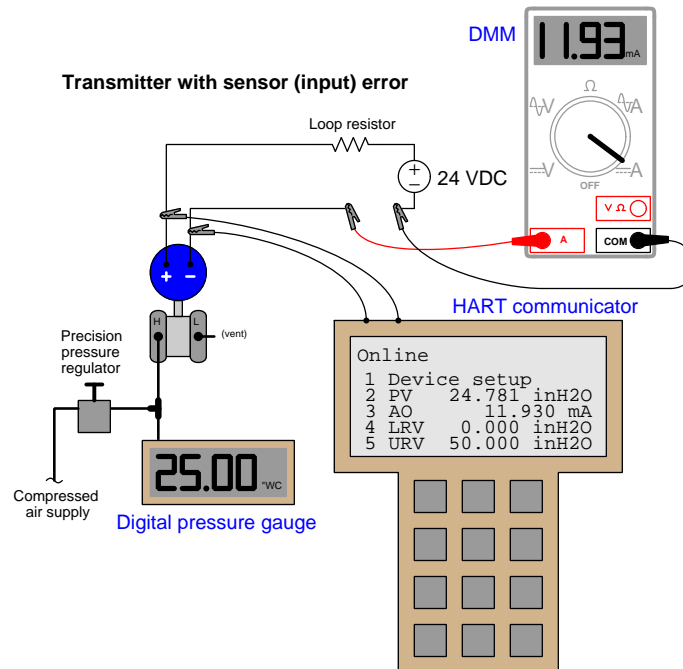 DMM
11.93 mA
Transmitter with sensor (input) error
Ω
V
A
V
A
OFF
Loop resistor
24 VDC
V Ω
A
COM
+ −
H
L
(vent)
Precision
pressure
regulator
HART communicator
Online
1 Device setup
2 PV 24.781 inH2O
3 AO 11.930 mA
4 LRV 0.000 inH2O
5 URV 50.000 inH2O
25.00 "WC
Compressed
air supply
Digital pressure gauge